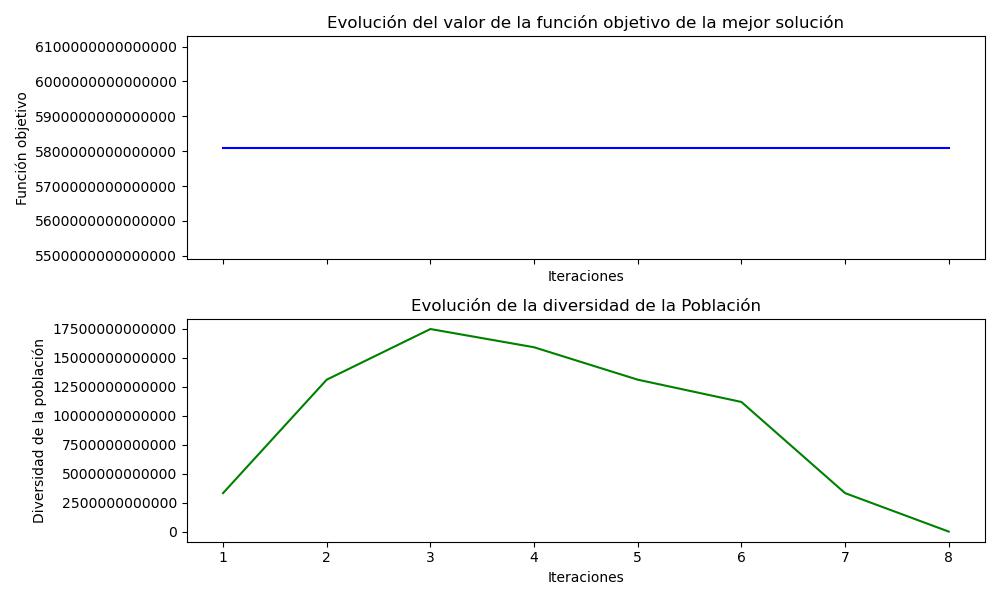 Evolución del valor de la función objetivo de la mejor solución
6100000000000000
6000000000000000
5900000000000000
5800000000000000
5700000000000000
5600000000000000
5500000000000000
Función objetivo
Iteraciones
Evolución de la diversidad de la Población
17500000000000
15000000000000
12500000000000
10000000000000
7500000000000
5000000000000
2500000000000
0
Diversidad de la población
1 2 3 4 5 6 7 8
Iteraciones